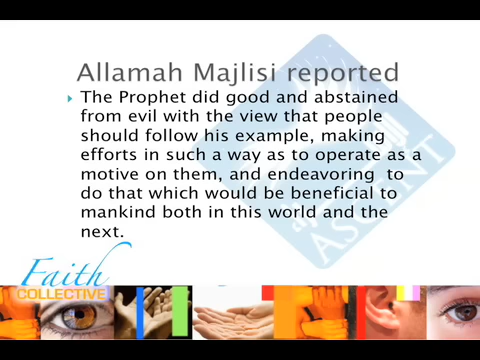 Allamah Majlisi reported
The Prophet did good and abstained
from evil with the view that people
should follow his example, making
efforts in such a way as to operate as a
motive on them, and endeavoring to
do that which would be beneficial to
mankind both in this world and the
next.
ASCENT
Faith
COLLECTIVE